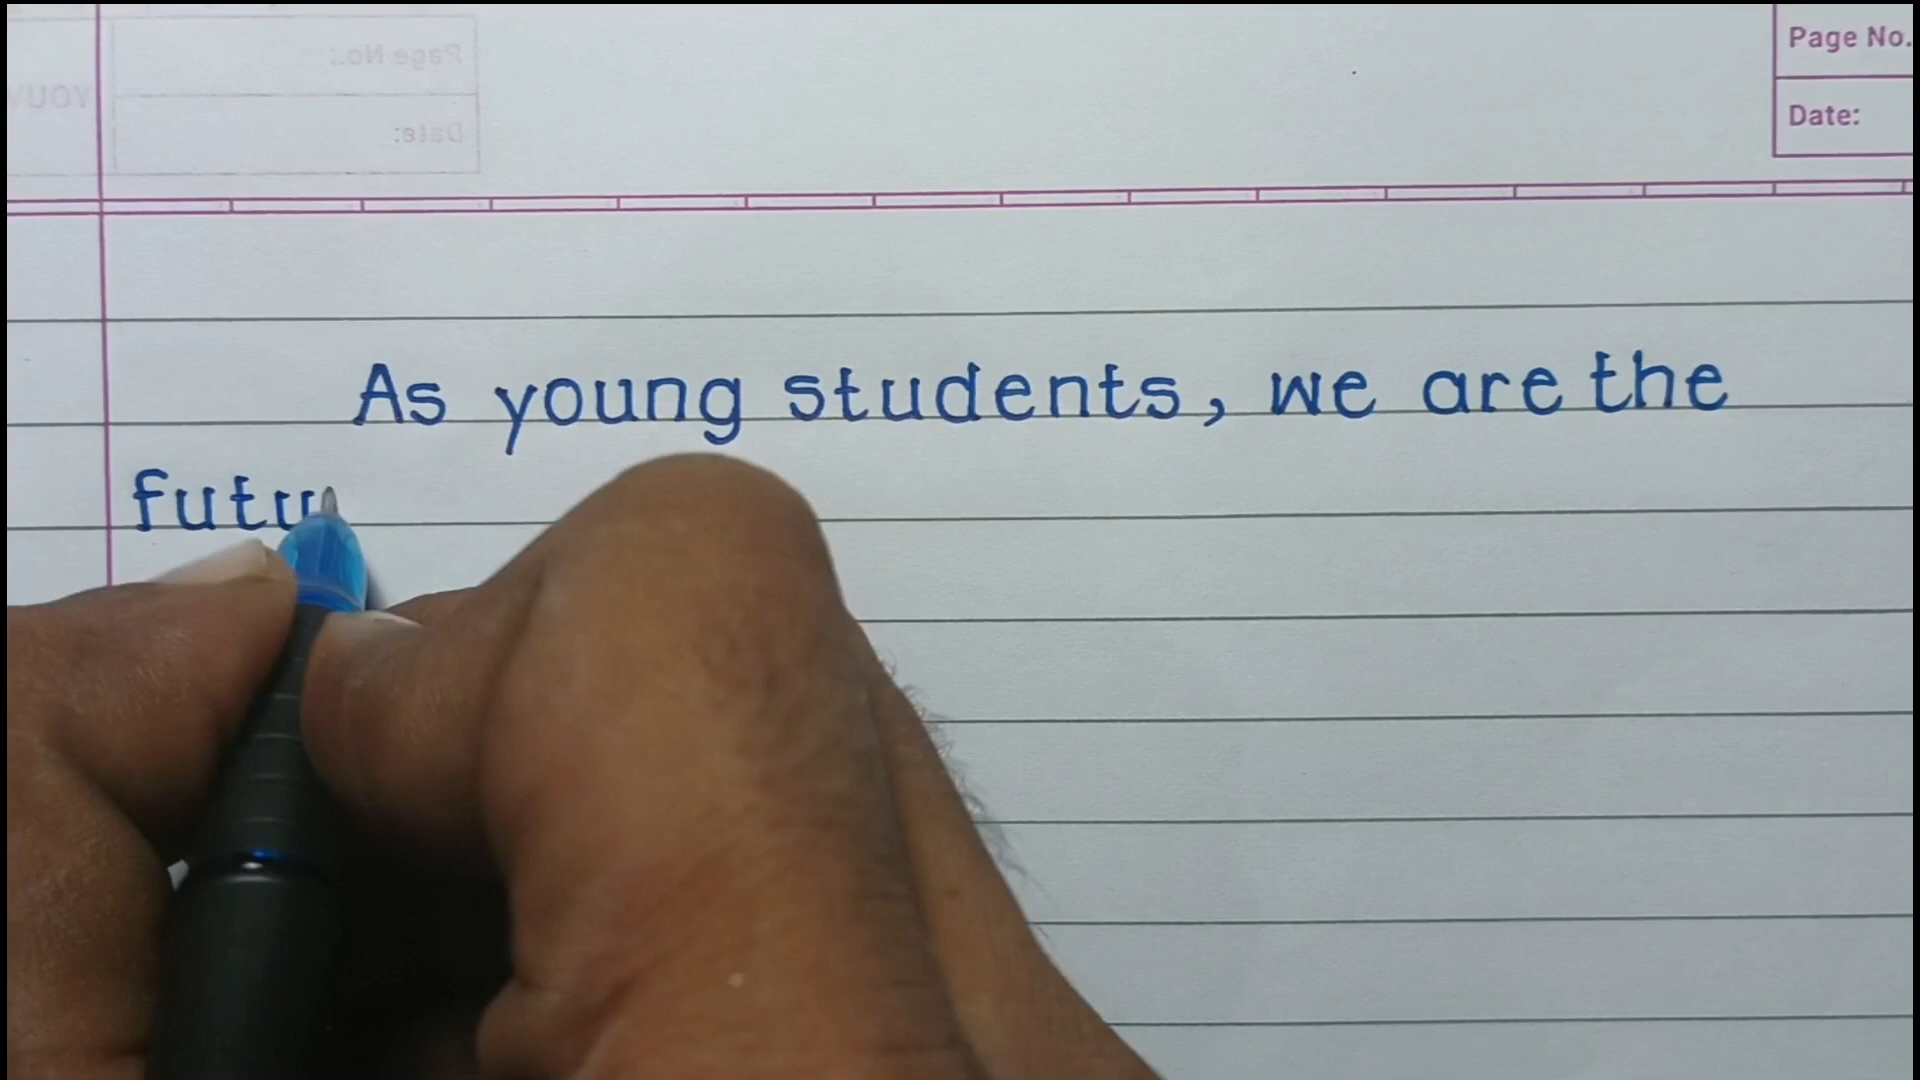 Page No.
Date:
As young students, we are the
futu